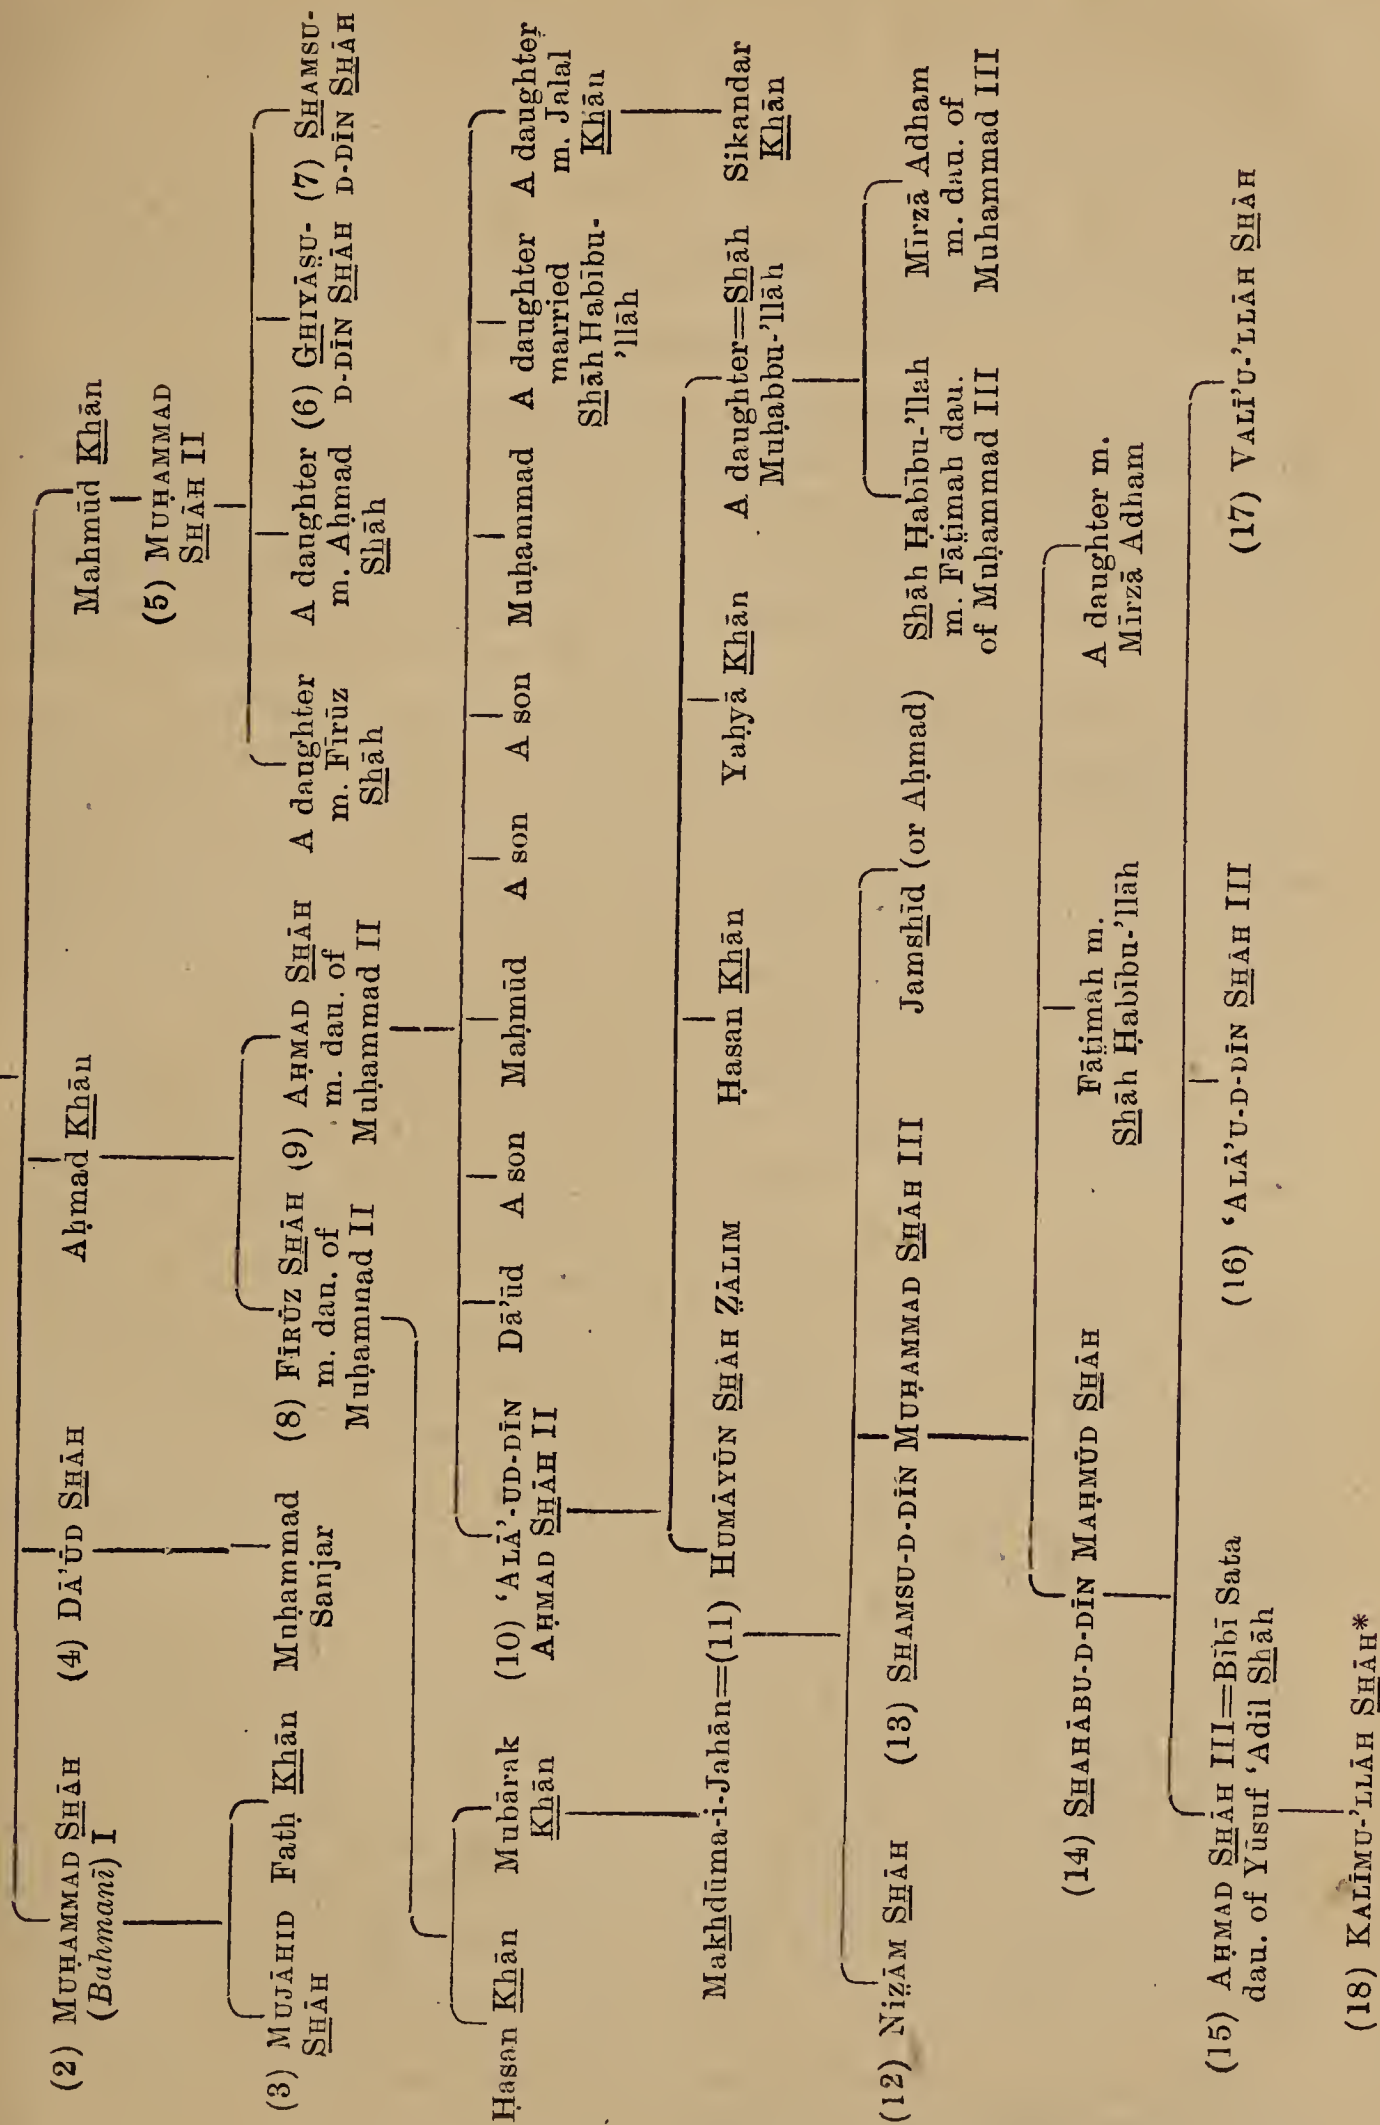 (2) MUḤAMMAD SHĀH (4) DĀ'ŪD SHĀH Aḥmad Khān Maḥmūd Khān
(Bahmanī) I
(5) MUḤAMMAD
SHĀH II
(3) MUJĀHID Fatḥ Khān Muḥammad (8) FĪRŪZ SHĀH (9) AḤMAD SHĀH A daughter A daughter (6) GHIYĀS̱U- (7) SHAMSU-
SHĀH Sanjar m. dau. of m. dau. of m. Fīrūz m. Aḥmad D-DĪN SHĀH D-DĪN SHĀH
Muḥammad II Muḥammad II Shāh Shāh
Ḥasan Khān Mubārak (10) ‘ALĀ’-UD-DĪN Dā'ūd A son Maḥmūd A son A son Muḥammad A daughter A daughter
Khān AḤMAD SHĀH II married m. Jalal
Shāh Habību- Khān
'llāh
Makhdūma-i-Jahān=(11) HUMĀYŪN SHĀH ẒĀLIM Ḥasan Khān Yaḥyā Khān A daughter=Shāh Sikandar
Muḥabbu-'llāh Khān
(12) NIẒĀM SHĀH (13) SHAMSU-D-DĪN MUḤAMMAD SHĀH III Jamshīd (or Aḥmad) Shāh Ḥabību-'llah Mīrzā Adham
m. Fāṭimah dau. m. dau. of
of Muḥammad III Muḥammad III
(14) SHAHĀBU-D-DĪN MAḤMŪD SHĀH Fāṭimah m. A daughter m.
Shāh Ḥabību-'llāh Mīrzā Adham
(15) AḤMAD SHĀH III=Bībī Sata (16) ‘ALĀ'U-D-DĪN SHĀH III (17) VALĪ'U-'LLĀH SHĀH
dau. of Yūsuf ‘Adil Shāh
(18) KALĪMU-'LLĀH SHĀH*